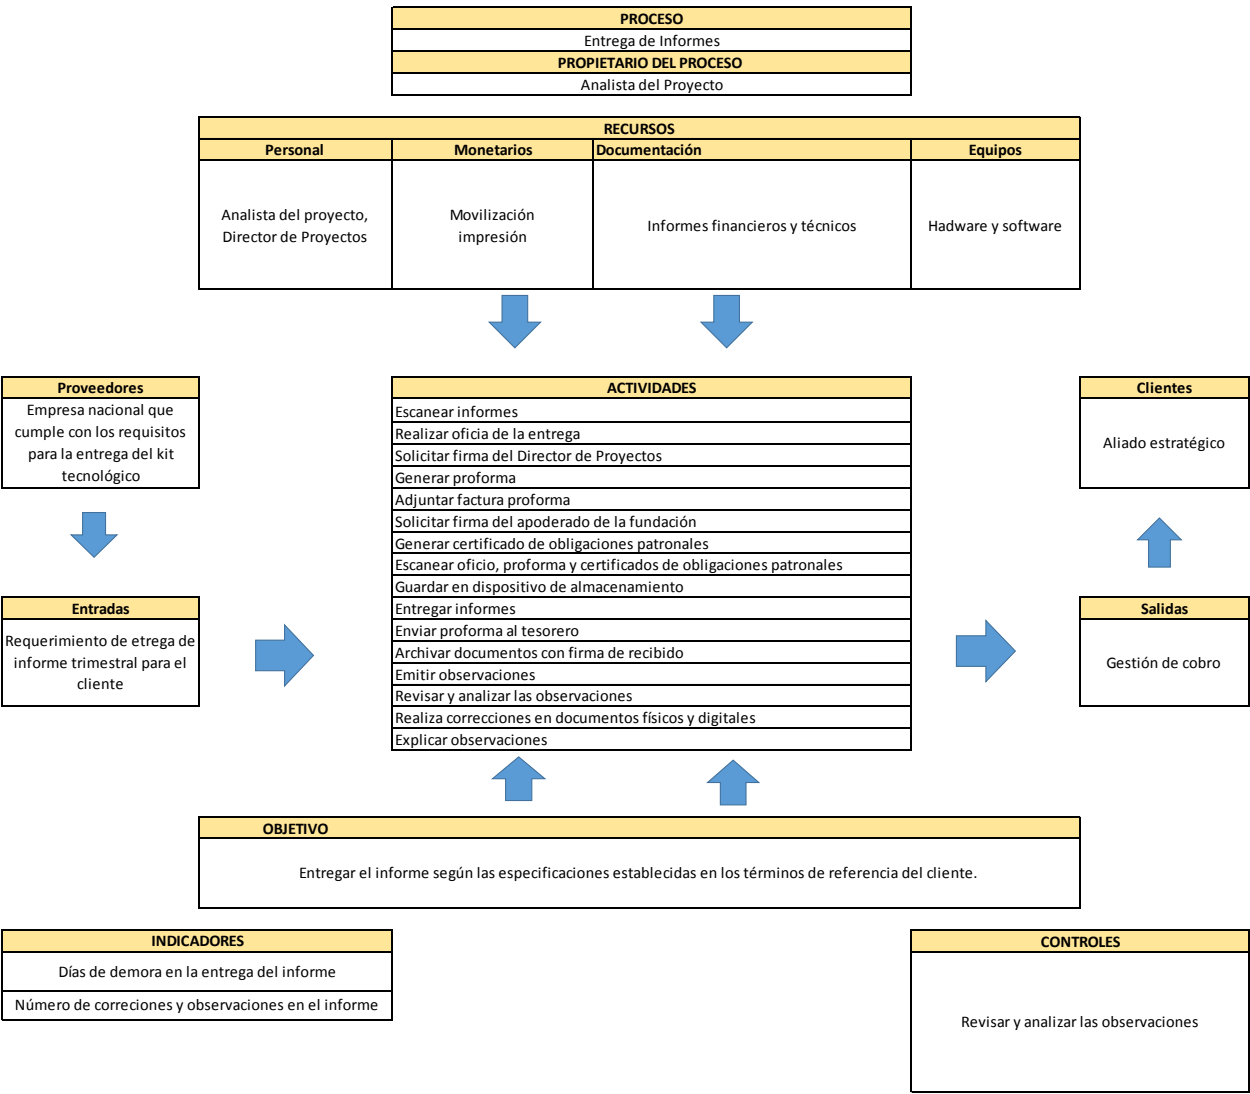 PROCESO
Entrega de Informes
PROPIETARIO DEL PROCESO
Analista del Proyecto
RECURSOS
Personal
Monetarios
Documentación
Equipos
Analista del proyecto,
Director de Proyectos
Movilización
impresión
Informes financieros y técnicos
Hadware y software
Proveedores
Empresa nacional que
cumple con los requisitos
para la entrega del kit
tecnológico
Entradas
Requerimiento de etrega de
informe trimestral para el
cliente
ACTIVIDADES
Escanear informes
Realizar oficia de la entrega
Solicitar firma del Director de Proyectos
Generar proforma
Adjuntar factura proforma
Solicitar firma del apoderado de la fundación
Generar certificado de obligaciones patronales
Escanear oficio, proforma y certificados de obligaciones patronales
Guardar en dispositivo de almacenamiento
Entregar informes
Enviar proforma al tesorero
Archivar documentos con firma de recibido
Emitir observaciones
Revisar y analizar las observaciones
Realiza correcciones en documentos físicos y digitales
Explicar observaciones
Clientes
Aliado estratégico
Salidas
Gestión de cobro
OBJETIVO
Entregar el informe según las especificaciones establecidas en los términos de referencia del cliente.
INDICADORES
Días de demora en la entrega del informe
Número de correciones y observaciones en el informe
CONTROLES
Revisar y analizar las observaciones